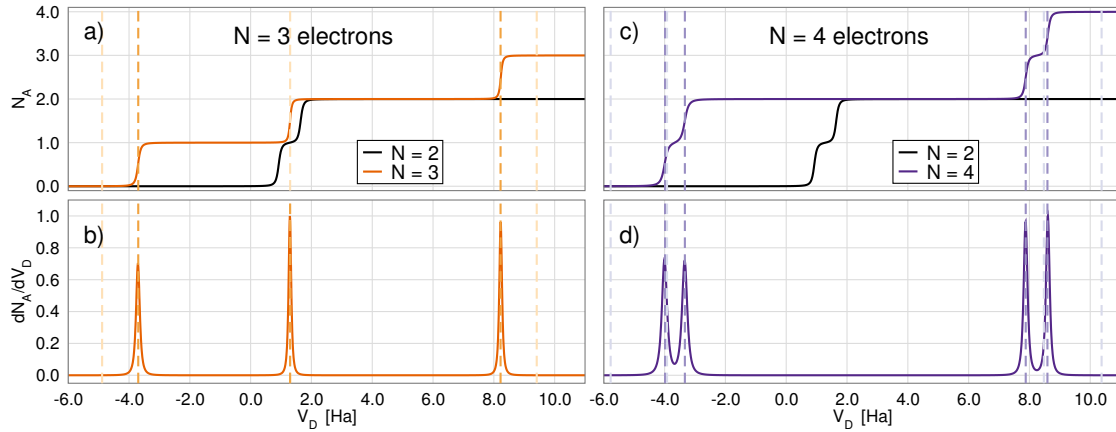 a) N = 3 electrons
c) N = 4 electrons
N_A
4.0
3.0
2.0
1.0
0.0
N = 2
N = 3
N = 2
N = 4
b)
d)
dN_A/dV_D
1.0
0.8
0.6
0.4
0.2
0.0
-6.0 -4.0 -2.0 0.0 2.0 4.0 6.0 8.0 10.0
-6.0 -4.0 -2.0 0.0 2.0 4.0 6.0 8.0 10.0
V_D [Ha]
V_D [Ha]